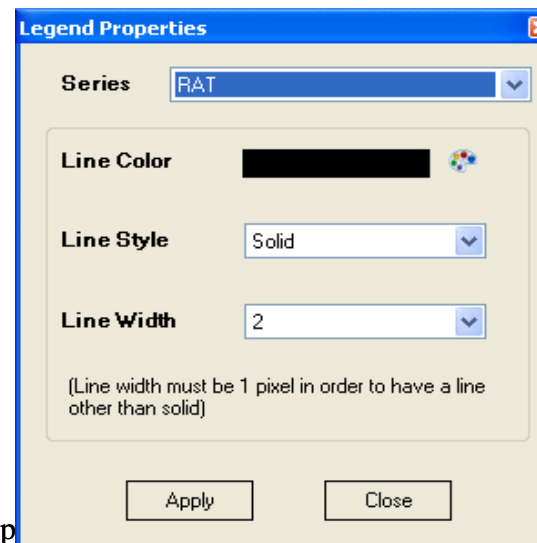 Legend Properties
Series RAT
Line Color
Line Style Solid
Line Width 2
(Line width must be 1 pixel in order to have a line
other than solid)
Apply Close
p